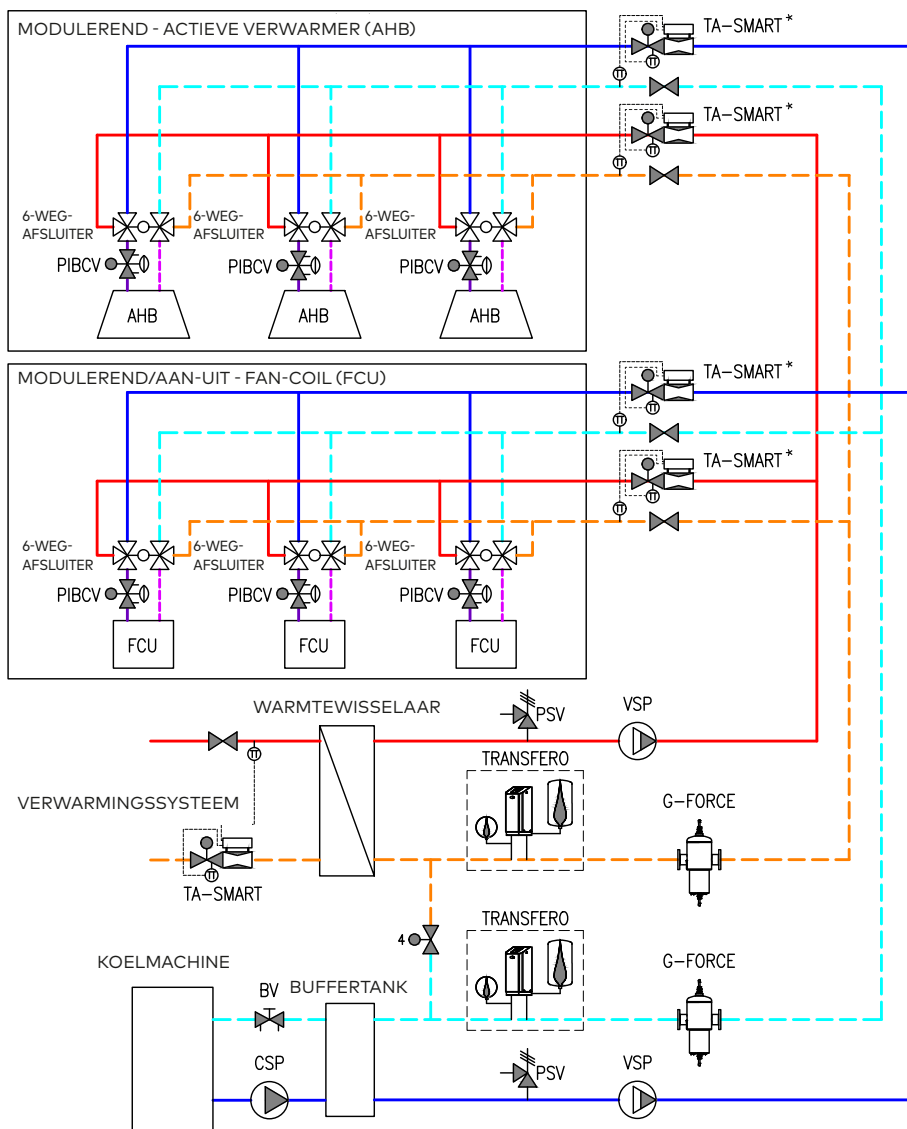 MODULEREND - ACTIEVE VERWARMER (AHB)
TA-SMART*
TA-SMART*
6-WEG-
AFSLUITER
6-WEG-
AFSLUITER
6-WEG-
AFSLUITER
PIBCV
PIBCV
PIBCV
AHB
AHB
AHB
MODULEREND/AAN-UIT - FAN-COIL (FCU)
TA-SMART*
TA-SMART*
6-WEG-
AFSLUITER
6-WEG-
AFSLUITER
6-WEG-
AFSLUITER
PIBCV
PIBCV
PIBCV
FCU
FCU
FCU
WARMTEWISSELAAR
PSV
VSP
TRANSFERO
VERWARMINGSSYSTEEM
G-FORCE
TA-SMART
4
TRANSFERO
KOELMACHINE
BV
BUFFERTANK
G-FORCE
CSP
PSV
VSP